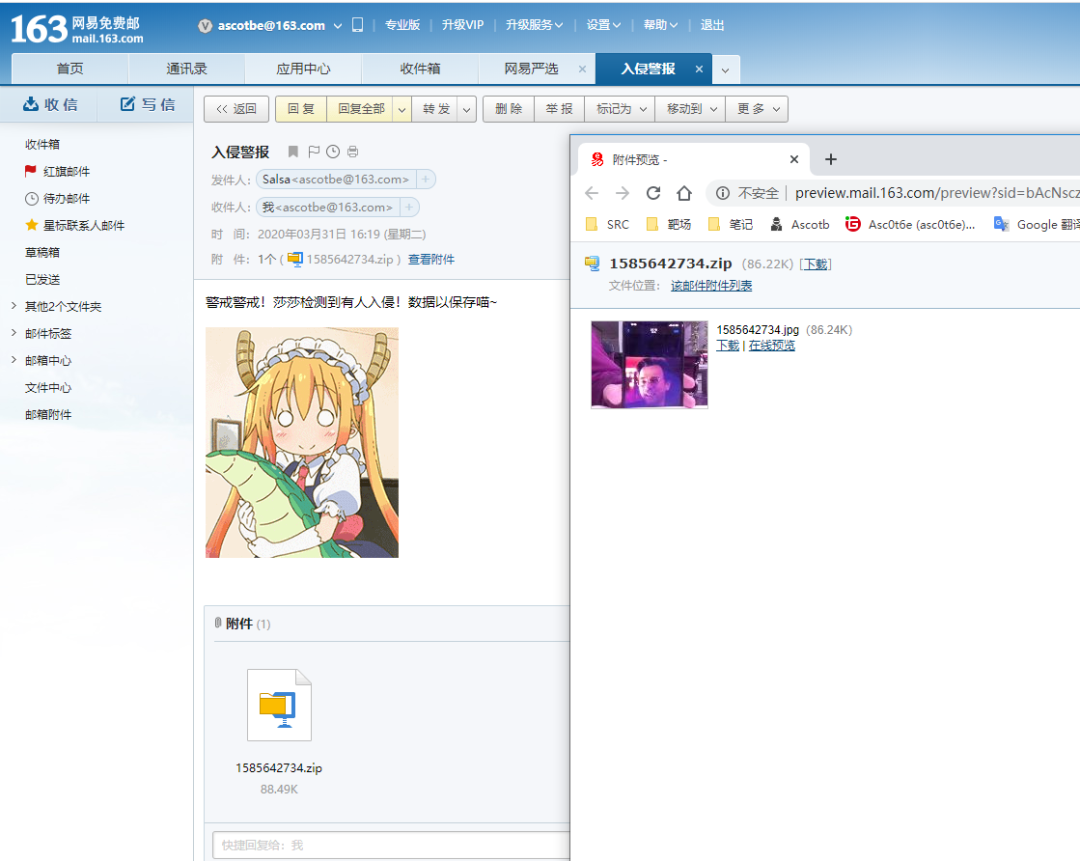 163 网易免费邮
mail.163.com
ascotbe@163.com 专业版 升级VIP 升级服务 设置 帮助 退出
首页 通讯录 应用中心 收件箱 网易严选 × 入侵警报 ×
收信 写信
<< 返回 回复 回复全部 转发 删除 举报 标记为 移动到 更多
收件箱
红旗邮件
待办邮件
星标联系人邮件
草稿箱
已发送
其他2个文件夹
邮件标签
邮箱中心
文件中心
邮箱附件
入侵警报
发件人: Salsa<ascotbe@163.com> +
收件人: 我<ascotbe@163.com> +
时 间: 2020年03月31日 16:19 (星期二)
附 件: 1个 ( 1585642734.zip ) 查看附件
警戒警戒！莎莎检测到有人入侵！数据以保存喵~
附件 (1)
1585642734.zip
88.49K
快捷回复给: 我
附件预览 - × +
不安全 | preview.mail.163.com/preview?sid=bAcNscz
SRC 靶场 笔记 Ascotb Asc0t6e (asc0t6e)... Google 翻译
1585642734.zip (86.22K) [下载]
文件位置: 该邮件附件列表
1585642734.jpg (86.24K)
下载 | 在线预览